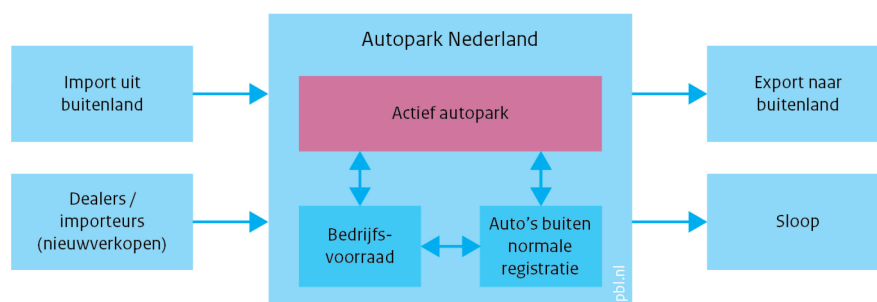 Autopark Nederland
Import uit
buitenland
Actief autopark
Export naar
buitenland
Dealers /
importeurs
(nieuwverkopen)
Bedrijfs-
voorraad
Auto's buiten
normale
registratie
Sloop
pbl.nl